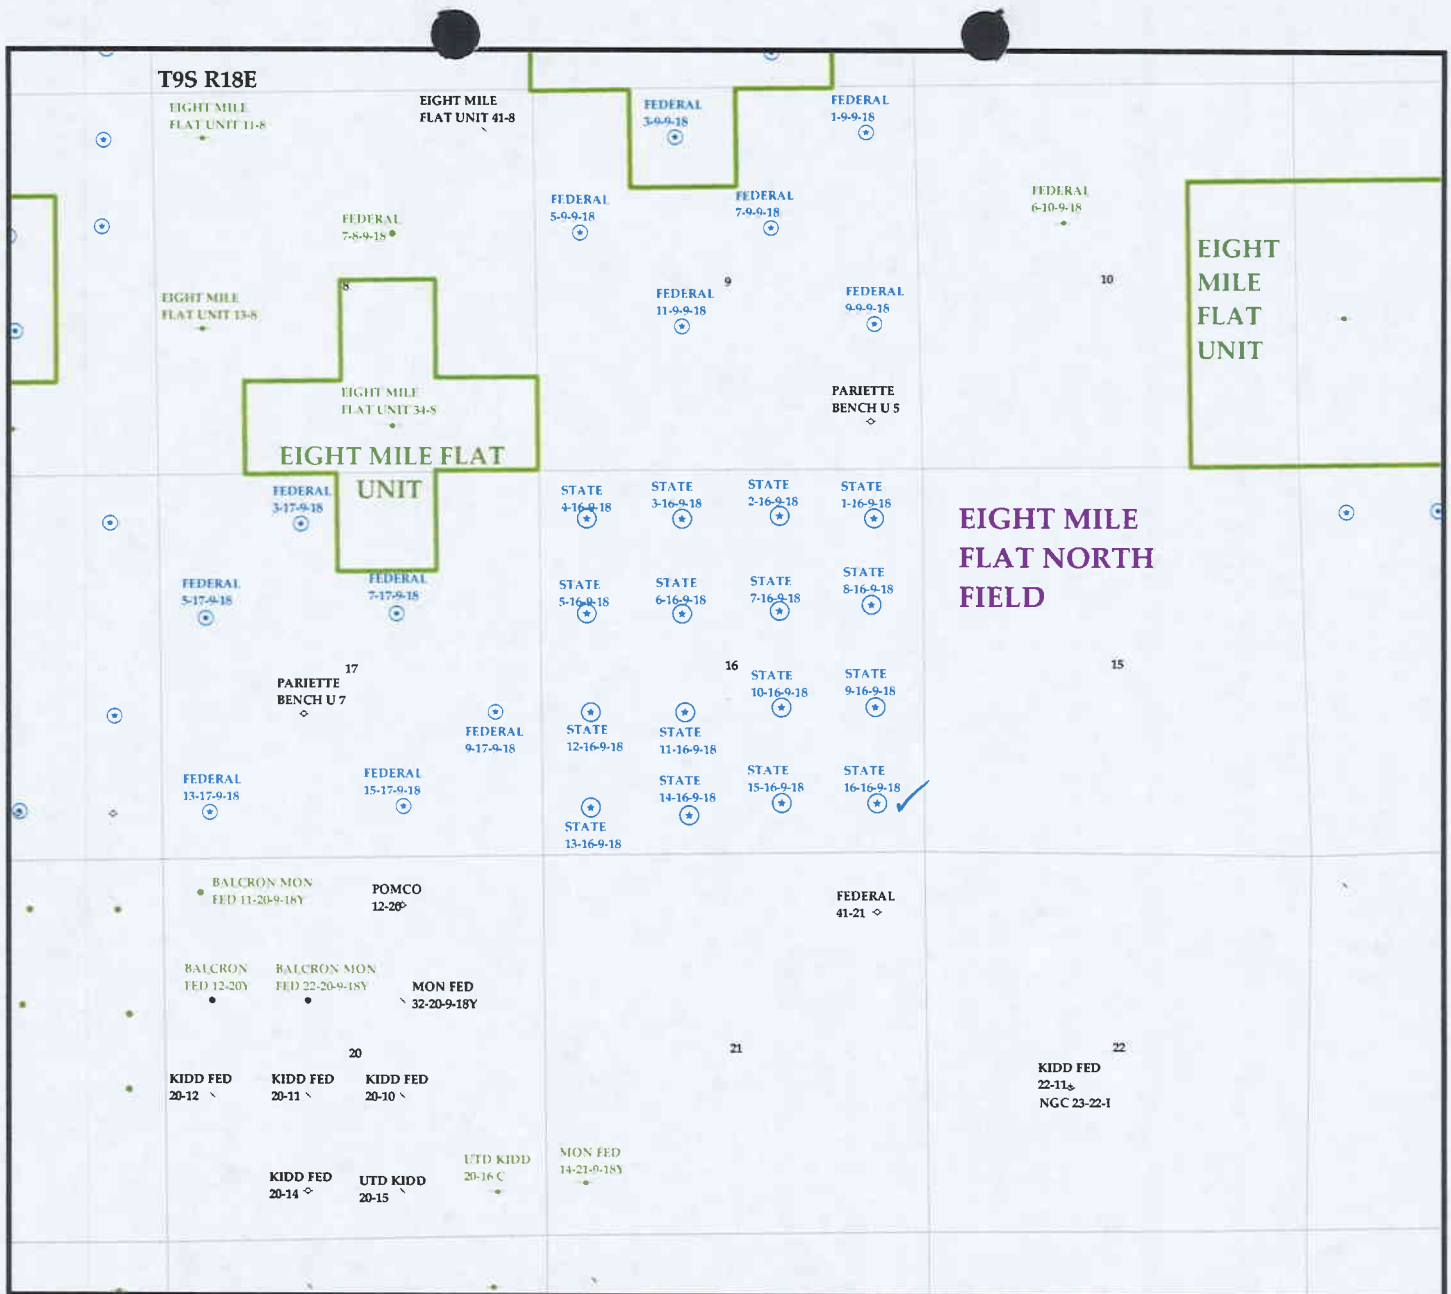 T9S R18E
EIGHT MILE
FLAT UNIT 11-8
EIGHT MILE
FLAT UNIT 41-8
FEDERAL
3-9-9-18
FEDERAL
1-9-9-18
FEDERAL
5-9-9-18
FEDERAL
7-9-9-18
FEDERAL
6-10-9-18
FEDERAL
7-8-9-18
EIGHT
MILE
FLAT
UNIT
8
9
10
EIGHT MILE
FLAT UNIT 13-8
FEDERAL
11-9-9-18
FEDERAL
9-9-9-18
EIGHT MILE
FLAT UNIT 34-8
PARIETTE
BENCH U 5
EIGHT MILE FLAT
UNIT
FEDERAL
3-17-9-18
STATE
4-16-9-18
STATE
3-16-9-18
STATE
2-16-9-18
STATE
1-16-9-18
EIGHT MILE
FLAT NORTH
FIELD
FEDERAL
5-17-9-18
FEDERAL
7-17-9-18
STATE
5-16-9-18
STATE
6-16-9-18
STATE
7-16-9-18
STATE
8-16-9-18
17
16
15
PARIETTE
BENCH U 7
STATE
10-16-9-18
STATE
9-16-9-18
FEDERAL
9-17-9-18
STATE
12-16-9-18
STATE
11-16-9-18
FEDERAL
13-17-9-18
FEDERAL
15-17-9-18
STATE
14-16-9-18
STATE
15-16-9-18
STATE
16-16-9-18
STATE
13-16-9-18
BALCRON MON
FED 11-20-9-18Y
POMCO
12-20
FEDERAL
41-21
BALCRON
FED 12-20Y
BALCRON MON
FED 22-20-9-18Y
MON FED
32-20-9-18Y
20
21
22
KIDD FED
20-12
KIDD FED
20-11
KIDD FED
20-10
KIDD FED
22-11
NGC 23-22-I
KIDD FED
20-14
UTD KIDD
20-15
UTD KIDD
20-16 C
MON FED
14-21-9-18Y